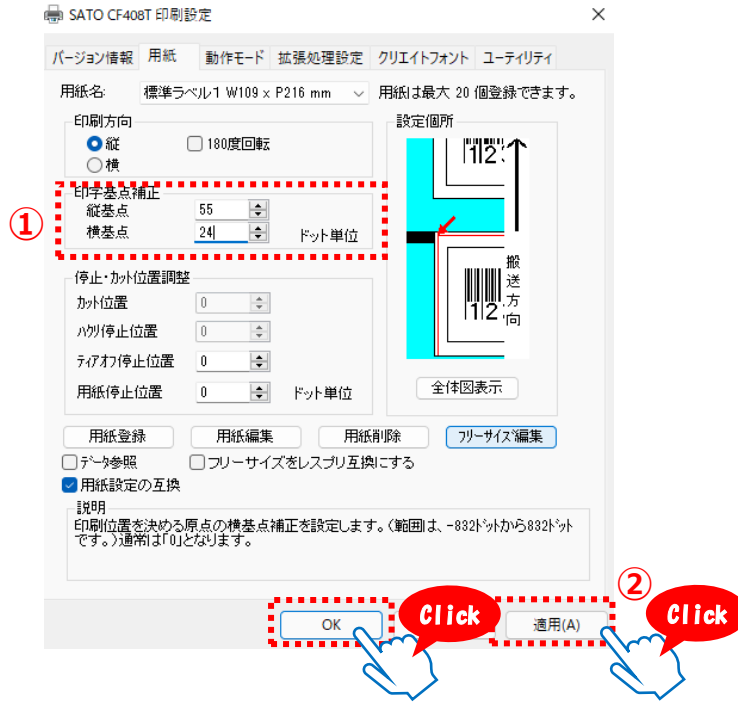 SATO CF408T 印刷設定
バージョン情報 用紙 動作モード 拡張処理設定 クリエイトフォント ユーティリティ
用紙名: 標準ラベル1 W109 x P216 mm 用紙は最大 20 個登録できます。
印刷方向
縦 180度回転
横
設定個所
123
①
印字基点補正
縦基点 55
横基点 24 ドット単位
搬送方向
112
停止・カット位置調整
カット位置 0
ハクリ停止位置 0
ティアオフ停止位置 0
用紙停止位置 0 ドット単位
全体図表示
用紙登録 用紙編集 用紙削除 フリーサイズ編集
データ参照 フリーサイズをレスプリ互換にする
用紙設定の互換
説明
印刷位置を決める原点の横基点補正を設定します。(範囲は、-832ドットから832ドット
です。)通常は「0」となります。
②
OK Click 適用(A) Click